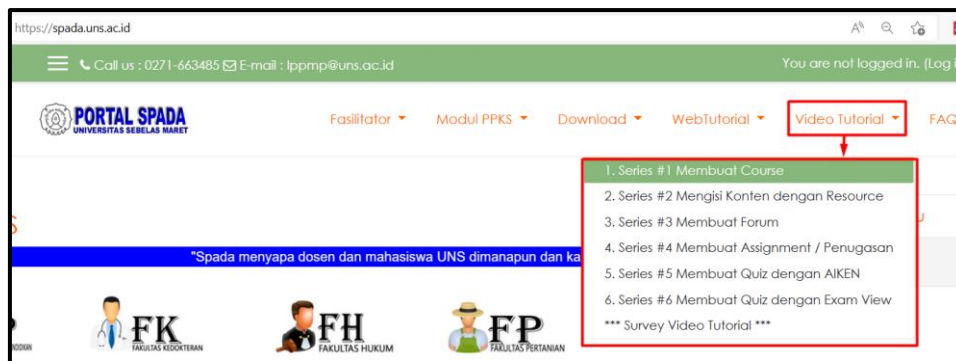 https://spada.uns.ac.id
Call us : 0271-663485 E-mail : lppmp@uns.ac.id
You are not logged in. (Log i
PORTAL SPADA
UNIVERSITAS SEBELAS MARET
Fasilitator
Modul PPKS
Download
WebTutorial
Video Tutorial
FAQ
1. Series #1 Membuat Course
2. Series #2 Mengisi Konten dengan Resource
3. Series #3 Membuat Forum
4. Series #4 Membuat Assignment / Penugasan
5. Series #5 Membuat Quiz dengan AIKEN
6. Series #6 Membuat Quiz dengan Exam View
*** Survey Video Tutorial ***
S
U
"Spada menyapa dosen dan mahasiswa UNS dimanapun dan ka
FK
FAKULTAS KEDOKTERAN
FH
FAKULTAS HUKUM
FP
FAKULTAS PERTANIAN